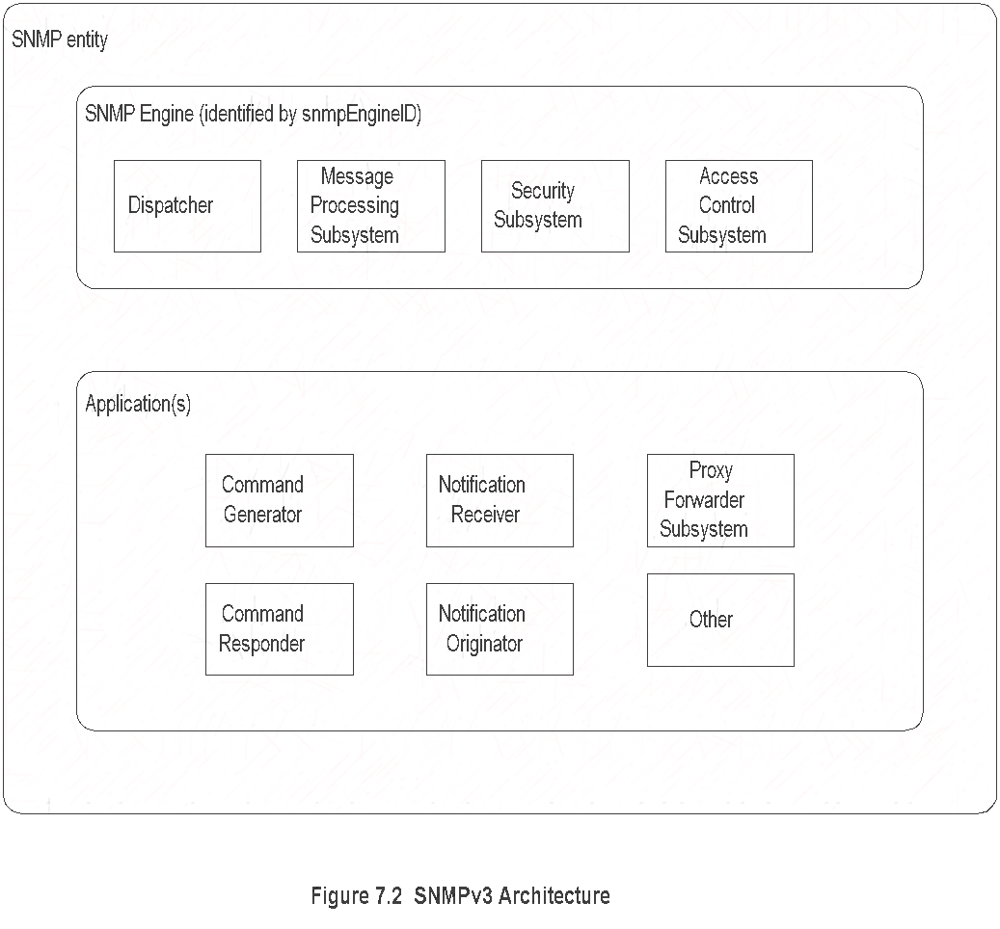 SNMP entity
SNMP Engine (identified by snmpEngineID)
Dispatcher
Message
Processing
Subsystem
Security
Subsystem
Access
Control
Subsystem
Application(s)
Command
Generator
Notification
Receiver
Proxy
Forwarder
Subsystem
Command
Responder
Notification
Originator
Other
Figure 7.2 SNMPv3 Architecture